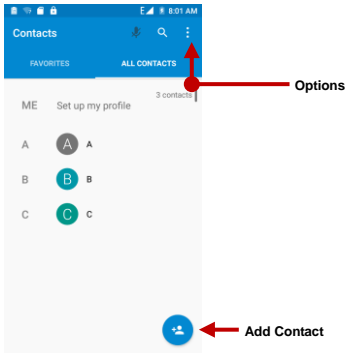 E 8:01 AM
Contacts
FAVORITES ALL CONTACTS
Options
3 contacts
ME Set up my profile
A A A
B B B
C C C
Add Contact